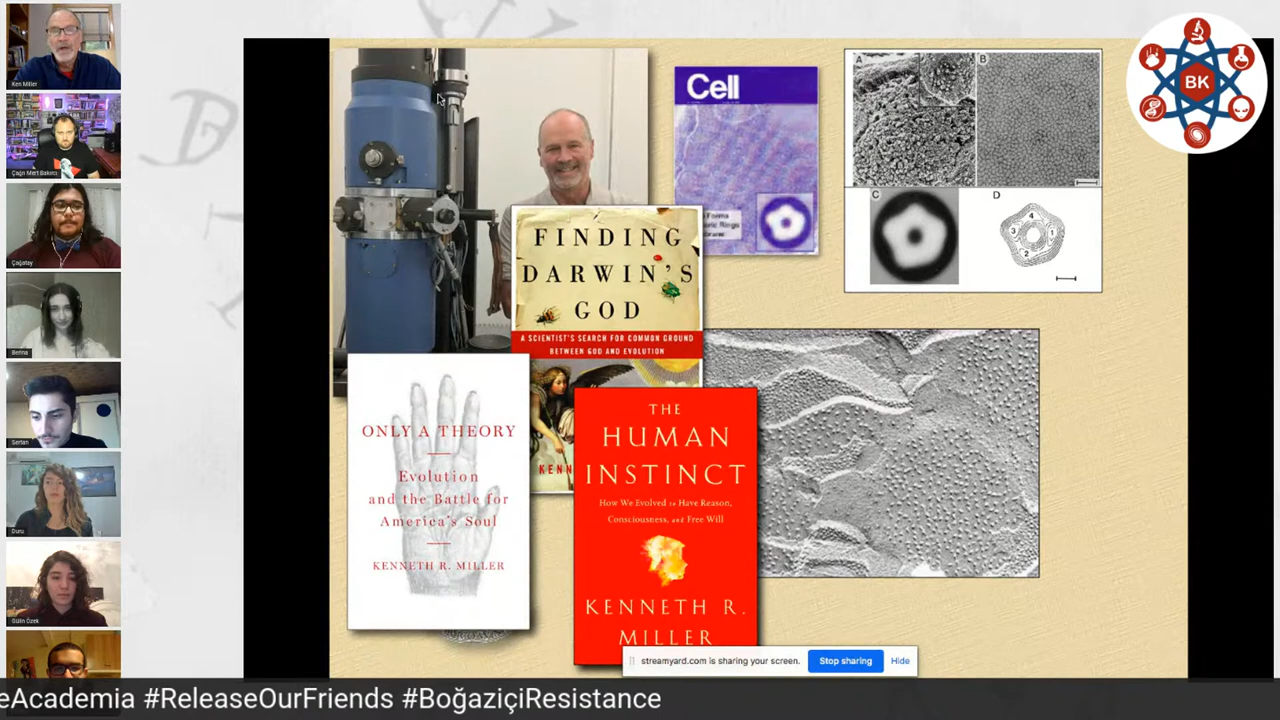 Ken Miller
Çağrı Mert Bakırcı
Çağatay
Berina
Sertan
Duru
Gülin Özek
Cell
FINDING
DARWIN'S
GOD
A SCIENTIST'S SEARCH FOR COMMON GROUND
BETWEEN GOD AND EVOLUTION
KENN
ONLY A THEORY
Evolution
and the Battle for
America's Soul
KENNETH R. MILLER
THE
HUMAN
INSTINCT
How We Evolved to Have Reason,
Consciousness, and Free Will
KENNETH R.
MILLER
A
B
C
D
4
3
1
2
BK
streamyard.com is sharing your screen.
Stop sharing
Hide
eAcademia #ReleaseOurFriends #BoğaziçiResistance